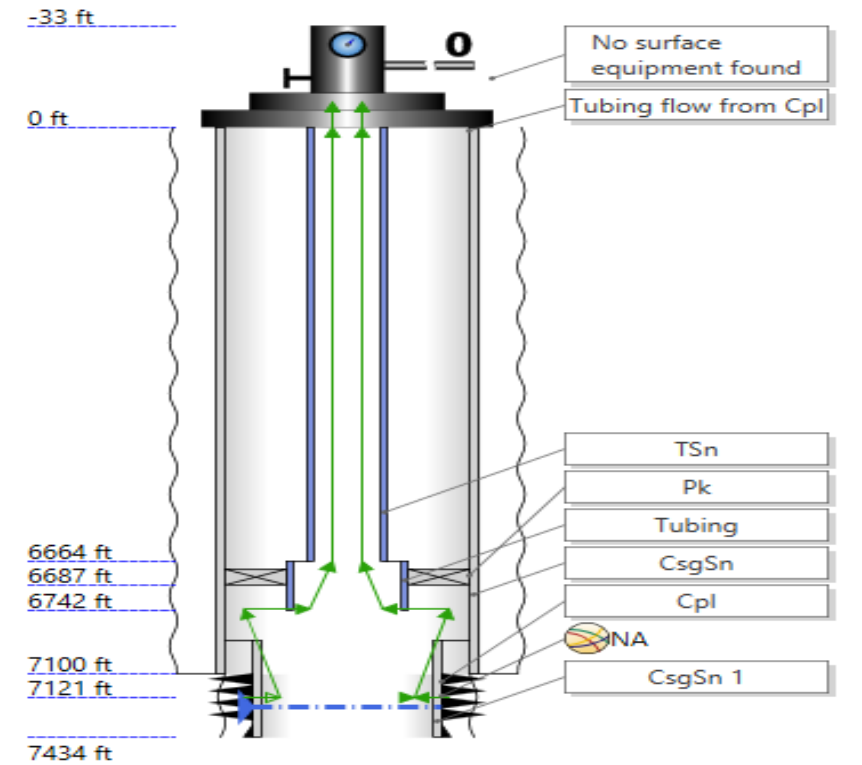 -33 ft
O
No surface
equipment found
Tubing flow from Cpl
0 ft
TSn
Pk
Tubing
6664 ft
CsgSn
6687 ft
6742 ft
Cpl
NA
7100 ft
CsgSn 1
7121 ft
7434 ft